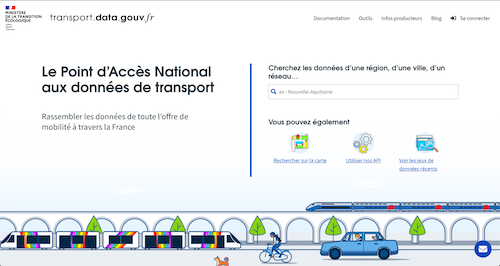 MINISTÈRE
DE LA TRANSITION
ÉCOLOGIQUE
transport.data.gouv.fr
Documentation Outils Infos producteurs Blog Se connecter
Le Point d'Accès National
aux données de transport
Rassembler les données de toute l'offre de
mobilité à travers la France
Cherchez les données d'une région, d'une ville, d'un
réseau...
ex : Nouvelle Aquitaine
Vous pouvez également
Rechercher sur la carte
Utiliser nos API
Voir les jeux de
données récents